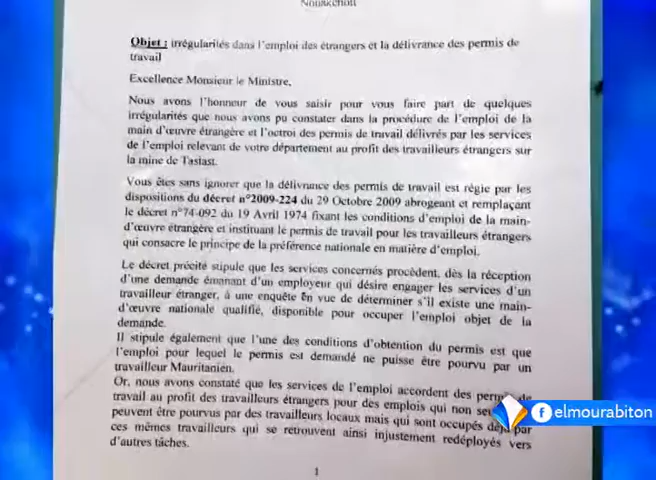 Nouakchott
Objet : irrégularités dans l'emploi des étrangers et la délivrance des permis de
travail
Excellence Monsieur le Ministre,
Nous avons l'honneur de vous saisir pour vous faire part de quelques
irrégularités que nous avons pu constater dans la procédure de l'emploi de la
main d'œuvre étrangère et l'octroi des permis de travail délivrés par les services
de l'emploi relevant de votre département au profit des travailleurs étrangers sur
la mine de Tasiast.
Vous êtes sans ignorer que la délivrance des permis de travail est régie par les
dispositions du décret n°2009-224 du 29 Octobre 2009 abrogeant et remplaçant
le décret n°74-092 du 19 Avril 1974 fixant les conditions d'emploi de la main-
d'œuvre étrangère et instituant le permis de travail pour les travailleurs étrangers
qui consacre le principe de la préférence nationale en matière d'emploi.
Le décret précité stipule que les services concernés procèdent, dès la réception
d'une demande émanant d'un employeur qui désire engager les services d'un
travailleur étranger, à une enquête en vue de déterminer s'il existe une main-
d'œuvre nationale qualifié, disponible pour occuper l'emploi objet de la
demande.
Il stipule également que l'une des conditions d'obtention du permis est que
l'emploi pour lequel le permis est demandé ne puisse être pourvu par un
travailleur Mauritanien.
Or, nous avons constaté que les services de l'emploi accordent des permis de
travail au profit des travailleurs étrangers pour des emplois qui non
peuvent être pourvus par des travailleurs locaux mais qui sont occupés déjà par
ces mêmes travailleurs qui se retrouvent ainsi injustement redéployés vers
d'autres tâches.
1
elmourabiton